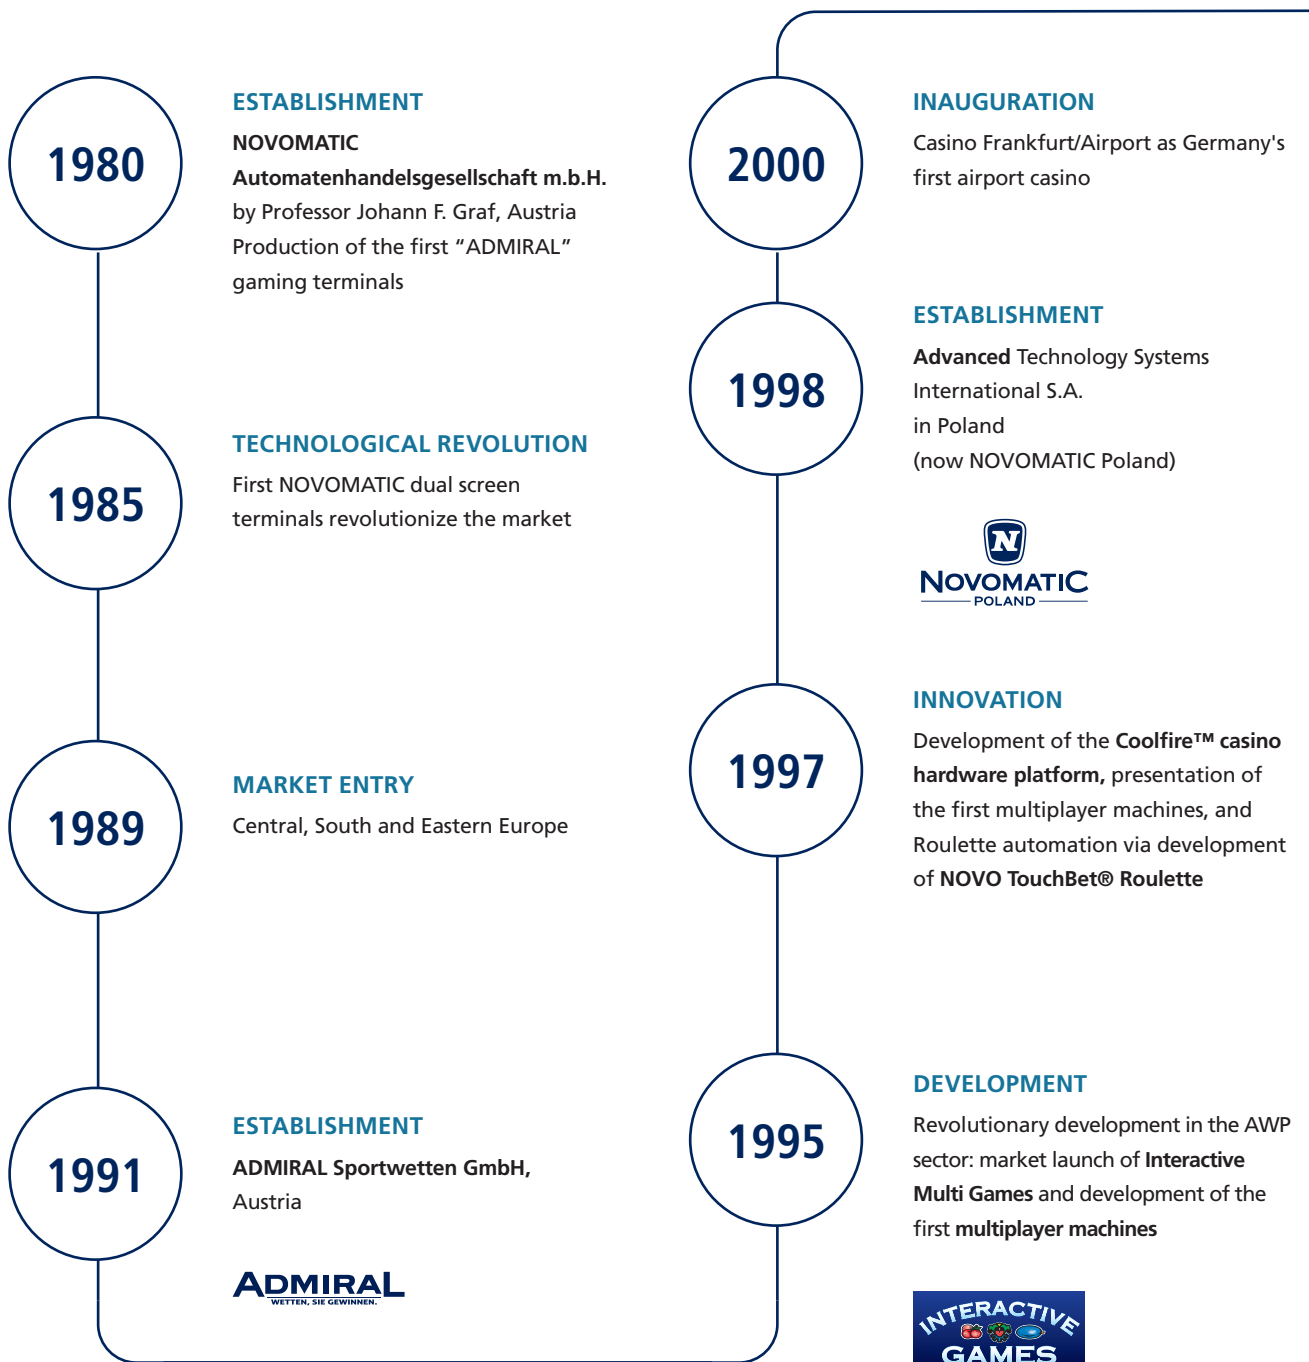 1980
ESTABLISHMENT
NOVOMATIC
Automatenhandelsgesellschaft m.b.H.
by Professor Johann F. Graf, Austria
Production of the first “ADMIRAL”
gaming terminals
1985
TECHNOLOGICAL REVOLUTION
First NOVOMATIC dual screen
terminals revolutionize the market
1989
MARKET ENTRY
Central, South and Eastern Europe
1991
ESTABLISHMENT
ADMIRAL Sportwetten GmbH,
Austria
ADMIRAL
WETTEN, SIE GEWINNEN.
2000
INAUGURATION
Casino Frankfurt/Airport as Germany's
first airport casino
1998
ESTABLISHMENT
Advanced Technology Systems
International S.A.
in Poland
(now NOVOMATIC Poland)
N
NOVOMATIC
POLAND
1997
INNOVATION
Development of the Coolfire™ casino
hardware platform, presentation of
the first multiplayer machines, and
Roulette automation via development
of NOVO TouchBet® Roulette
1995
DEVELOPMENT
Revolutionary development in the AWP
sector: market launch of Interactive
Multi Games and development of the
first multiplayer machines
INTERACTIVE
GAMES